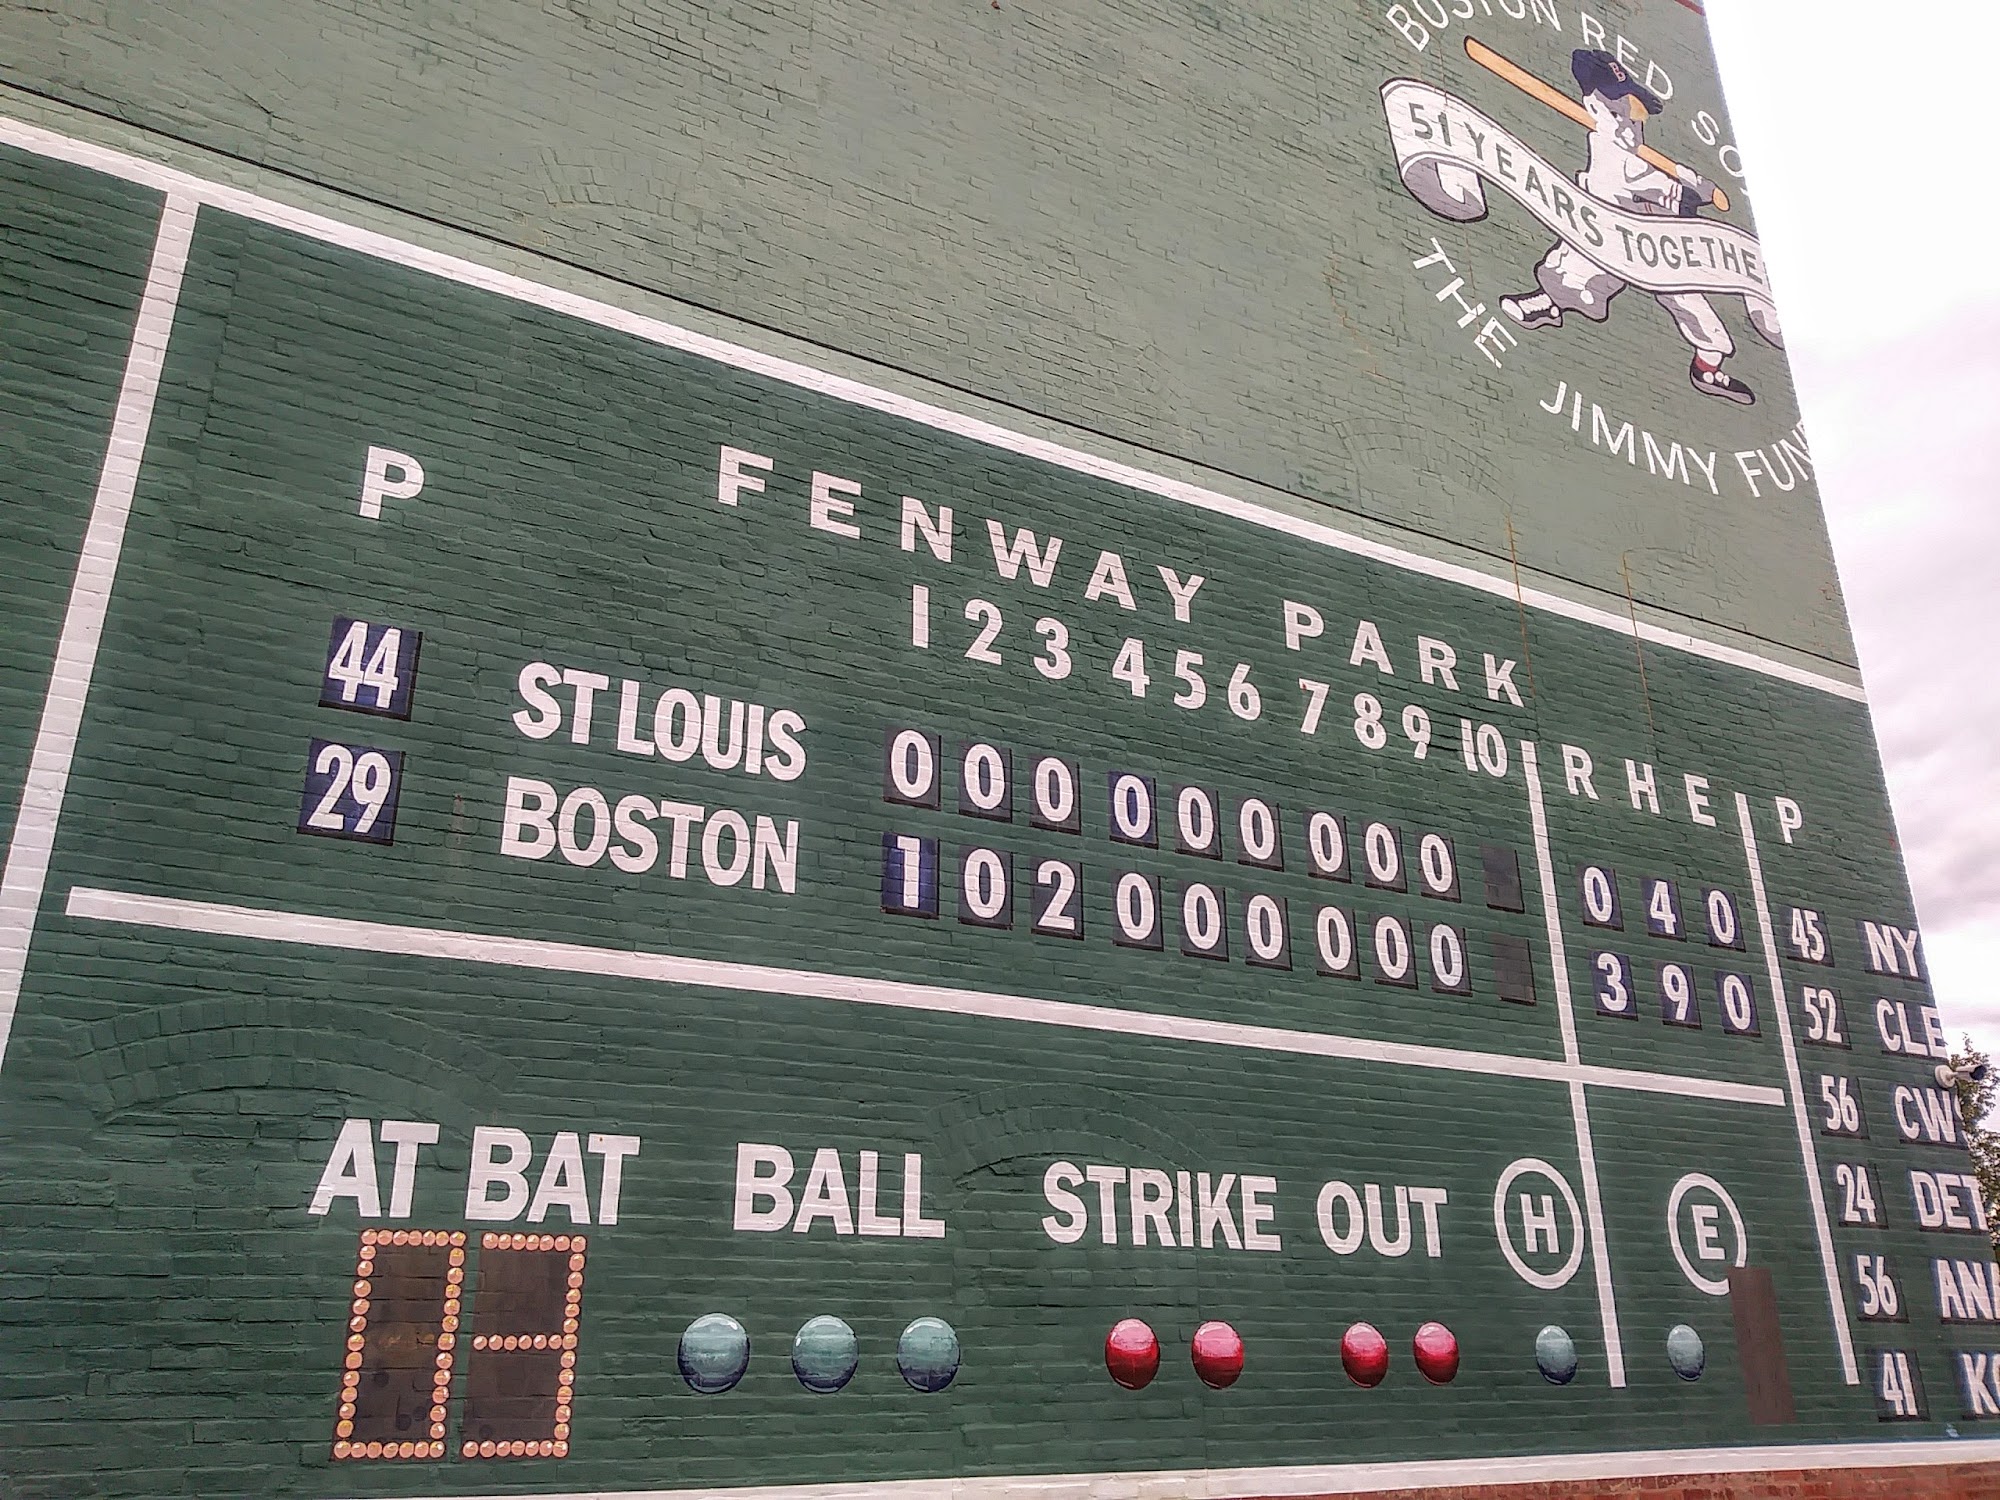 BOSTON RED SO
51 YEARS TOGETHE
THE JIMMY FUN
P FENWAY PARK
1 2 3 4 5 6 7 8 9 10 R H E P
44 ST LOUIS 0 0 0 0 0 0 0 0 0 0 4 0
29 BOSTON 1 0 2 0 0 0 0 0 0 3 9 0
45 NY
52 CLE
56 CW
24 DET
56 ANA
41 K
AT BAT BALL STRIKE OUT H E
03